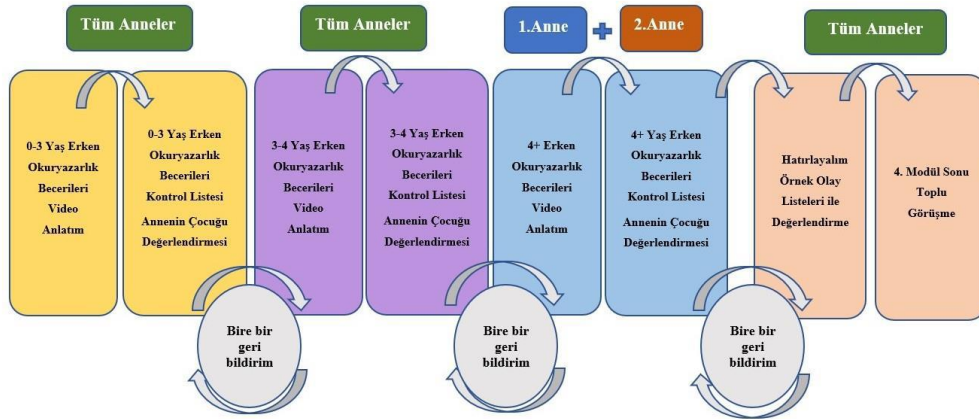 Tüm Anneler
Tüm Anneler
1.Anne
2.Anne
Tüm Anneler
0-3 Yaş Erken
Okuryazarlık
Becerileri
Video
Anlatım
0-3 Yaş Erken
Okuryazarlık
Becerileri
Kontrol Listesi
Annenin Çocuğu
Değerlendirmesi
3-4 Yaş Erken
Okuryazarlık
Becerileri
Video
Anlatım
3-4 Yaş Erken
Okuryazarlık
Becerileri
Kontrol Listesi
Annenin Çocuğu
Değerlendirmesi
4+ Erken
Okuryazarlık
Becerileri
Video
Anlatım
4+ Yaş Erken
Okuryazarlık
Becerileri
Kontrol Listesi
Annenin Çocuğu
Değerlendirmesi
Hatırlayalım
Örnek Olay
Listeleri ile
Değerlendirme
4. Modül Sonu
Toplu
Görüşme
Bire bir
geri
bildirim
Bire bir
geri
bildirim
Bire bir
geri
bildirim